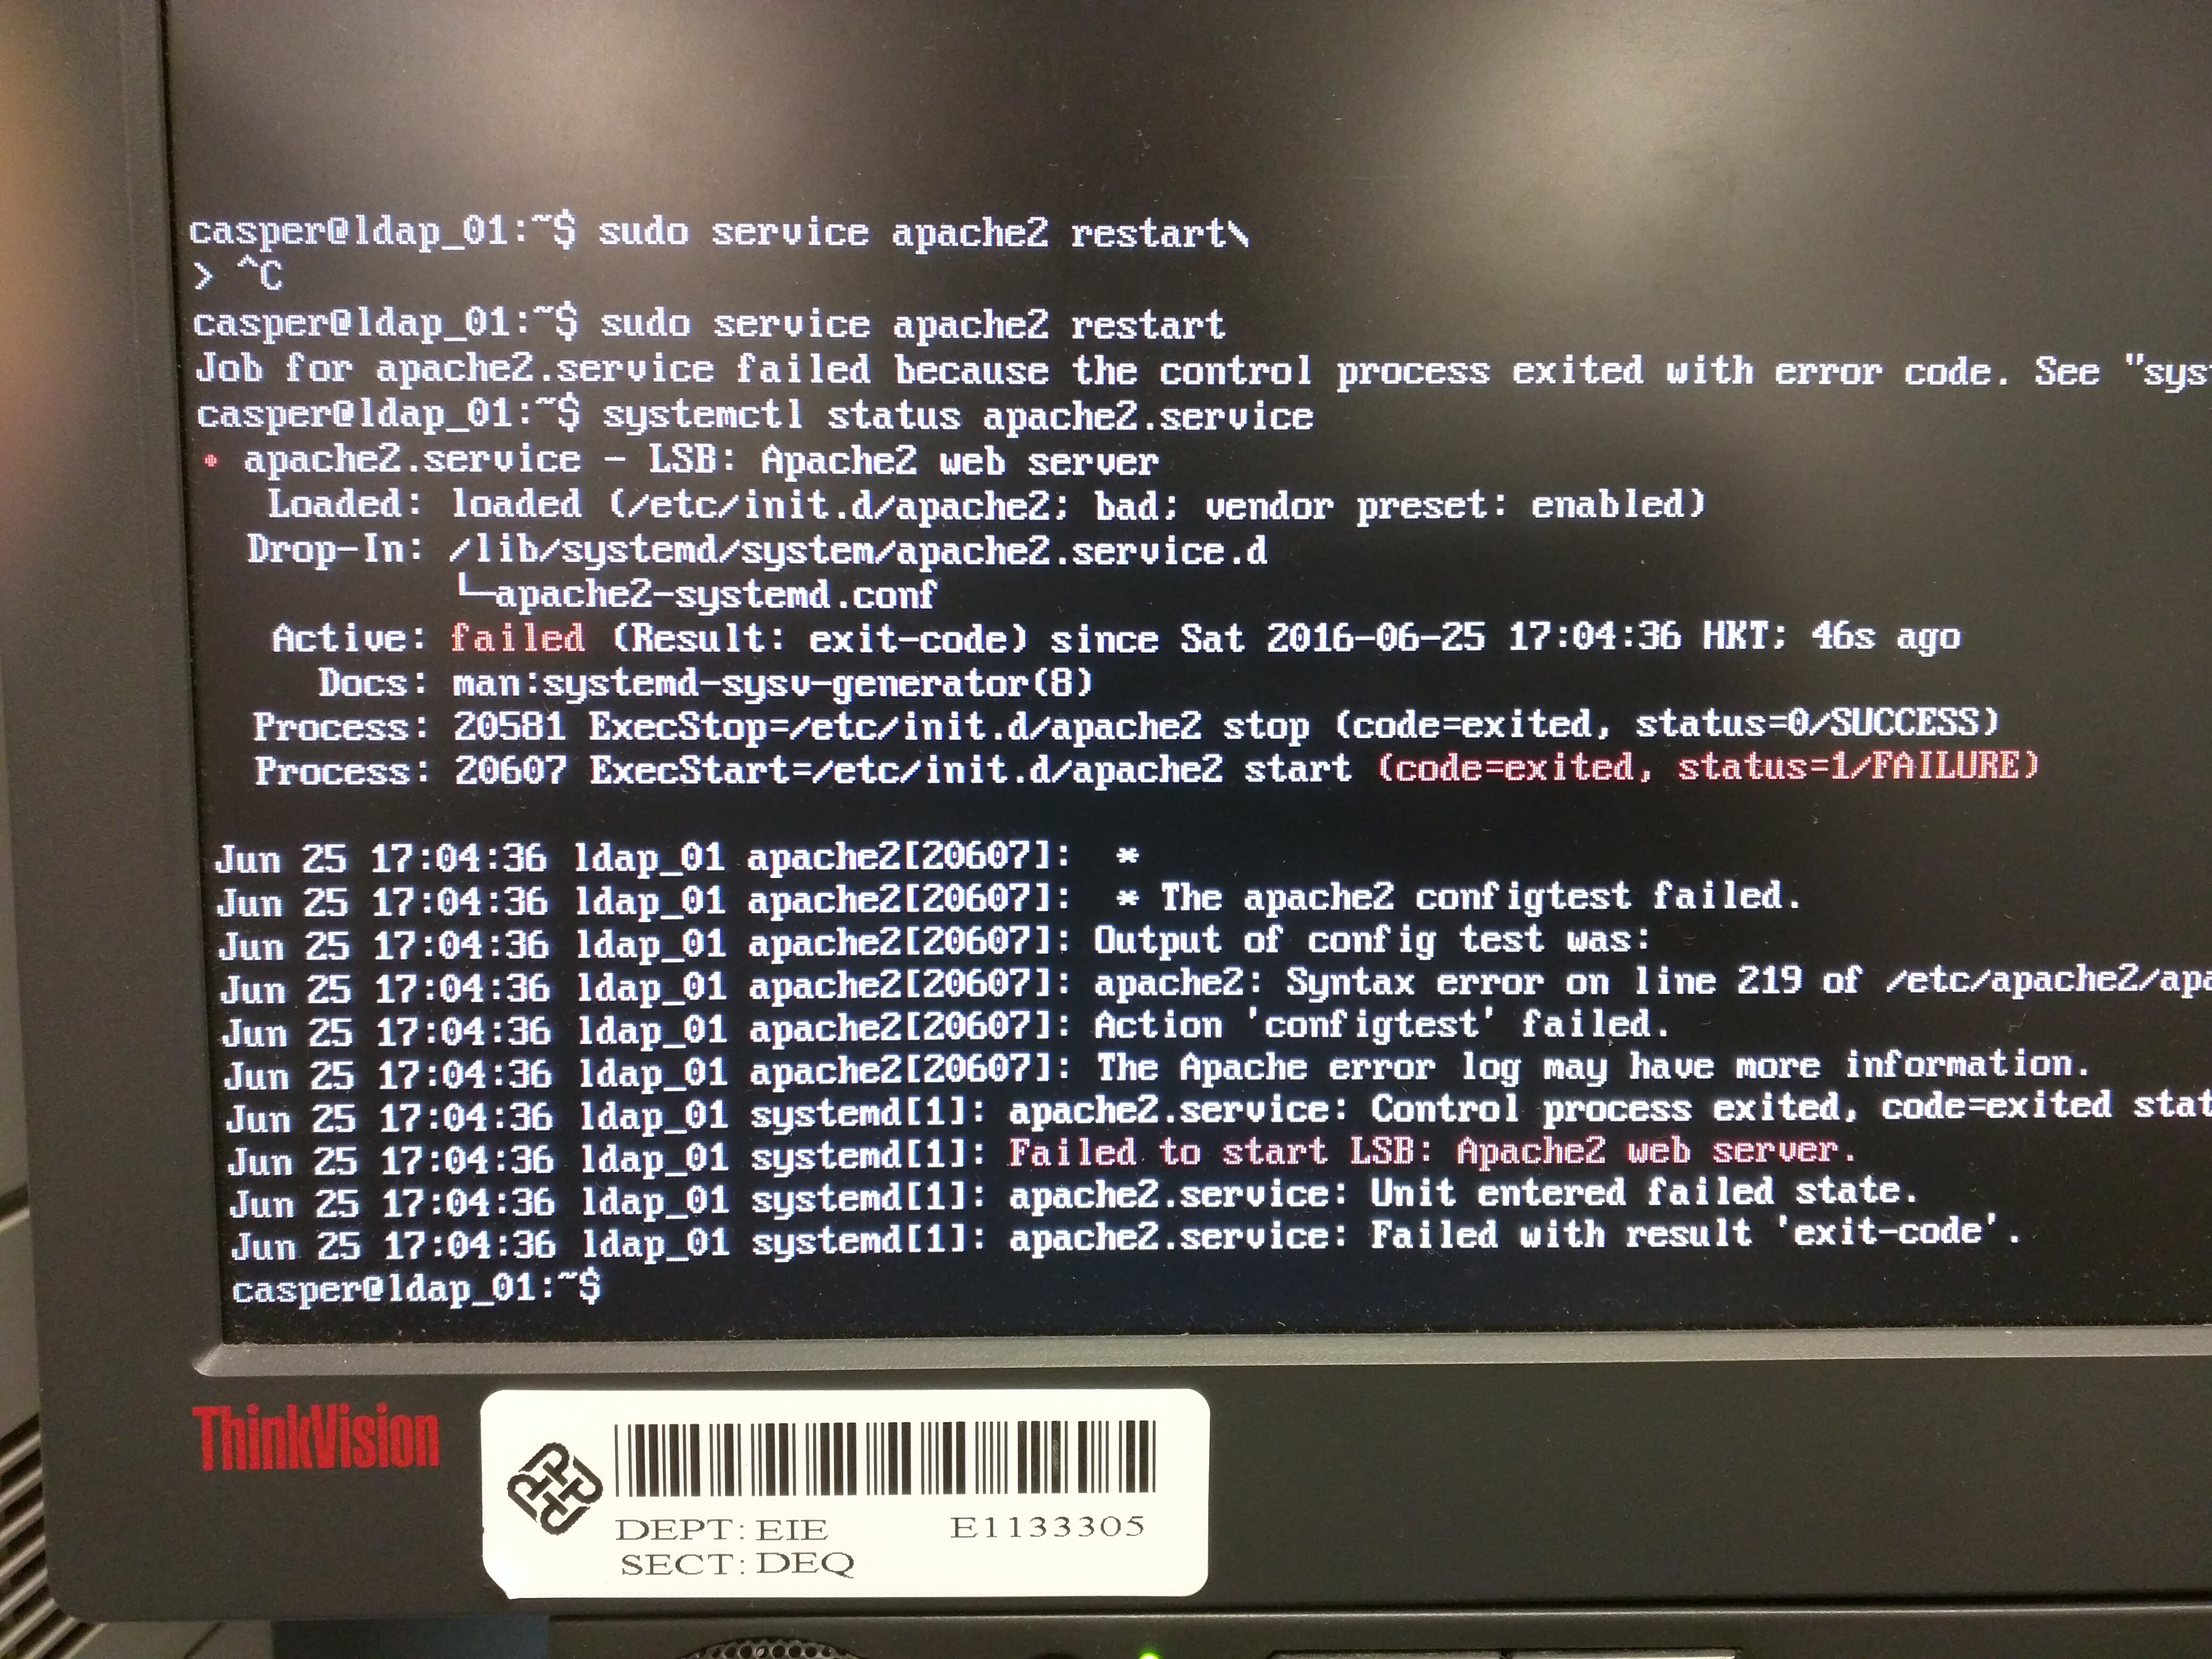 casper@ldap_01:~$ sudo service apache2 restart\
> ^C
casper@ldap_01:~$ sudo service apache2 restart
Job for apache2.service failed because the control process exited with error code. See "sys
casper@ldap_01:~$ systemctl status apache2.service
● apache2.service - LSB: Apache2 web server
Loaded: loaded (/etc/init.d/apache2; bad; vendor preset: enabled)
Drop-In: /lib/systemd/system/apache2.service.d
└─apache2-systemd.conf
Active: failed (Result: exit-code) since Sat 2016-06-25 17:04:36 HKT; 46s ago
Docs: man:systemd-sysv-generator(8)
Process: 20581 ExecStop=/etc/init.d/apache2 stop (code=exited, status=0/SUCCESS)
Process: 20607 ExecStart=/etc/init.d/apache2 start (code=exited, status=1/FAILURE)
Jun 25 17:04:36 ldap_01 apache2[20607]:  *
Jun 25 17:04:36 ldap_01 apache2[20607]:  * The apache2 configtest failed.
Jun 25 17:04:36 ldap_01 apache2[20607]: Output of config test was:
Jun 25 17:04:36 ldap_01 apache2[20607]: apache2: Syntax error on line 219 of /etc/apache2/apa
Jun 25 17:04:36 ldap_01 apache2[20607]: Action 'configtest' failed.
Jun 25 17:04:36 ldap_01 apache2[20607]: The Apache error log may have more information.
Jun 25 17:04:36 ldap_01 systemd[1]: apache2.service: Control process exited, code=exited stat
Jun 25 17:04:36 ldap_01 systemd[1]: Failed to start LSB: Apache2 web server.
Jun 25 17:04:36 ldap_01 systemd[1]: apache2.service: Unit entered failed state.
Jun 25 17:04:36 ldap_01 systemd[1]: apache2.service: Failed with result 'exit-code'.
casper@ldap_01:~$
ThinkVision
DEPT: EIE E1133305
SECT: DEQ